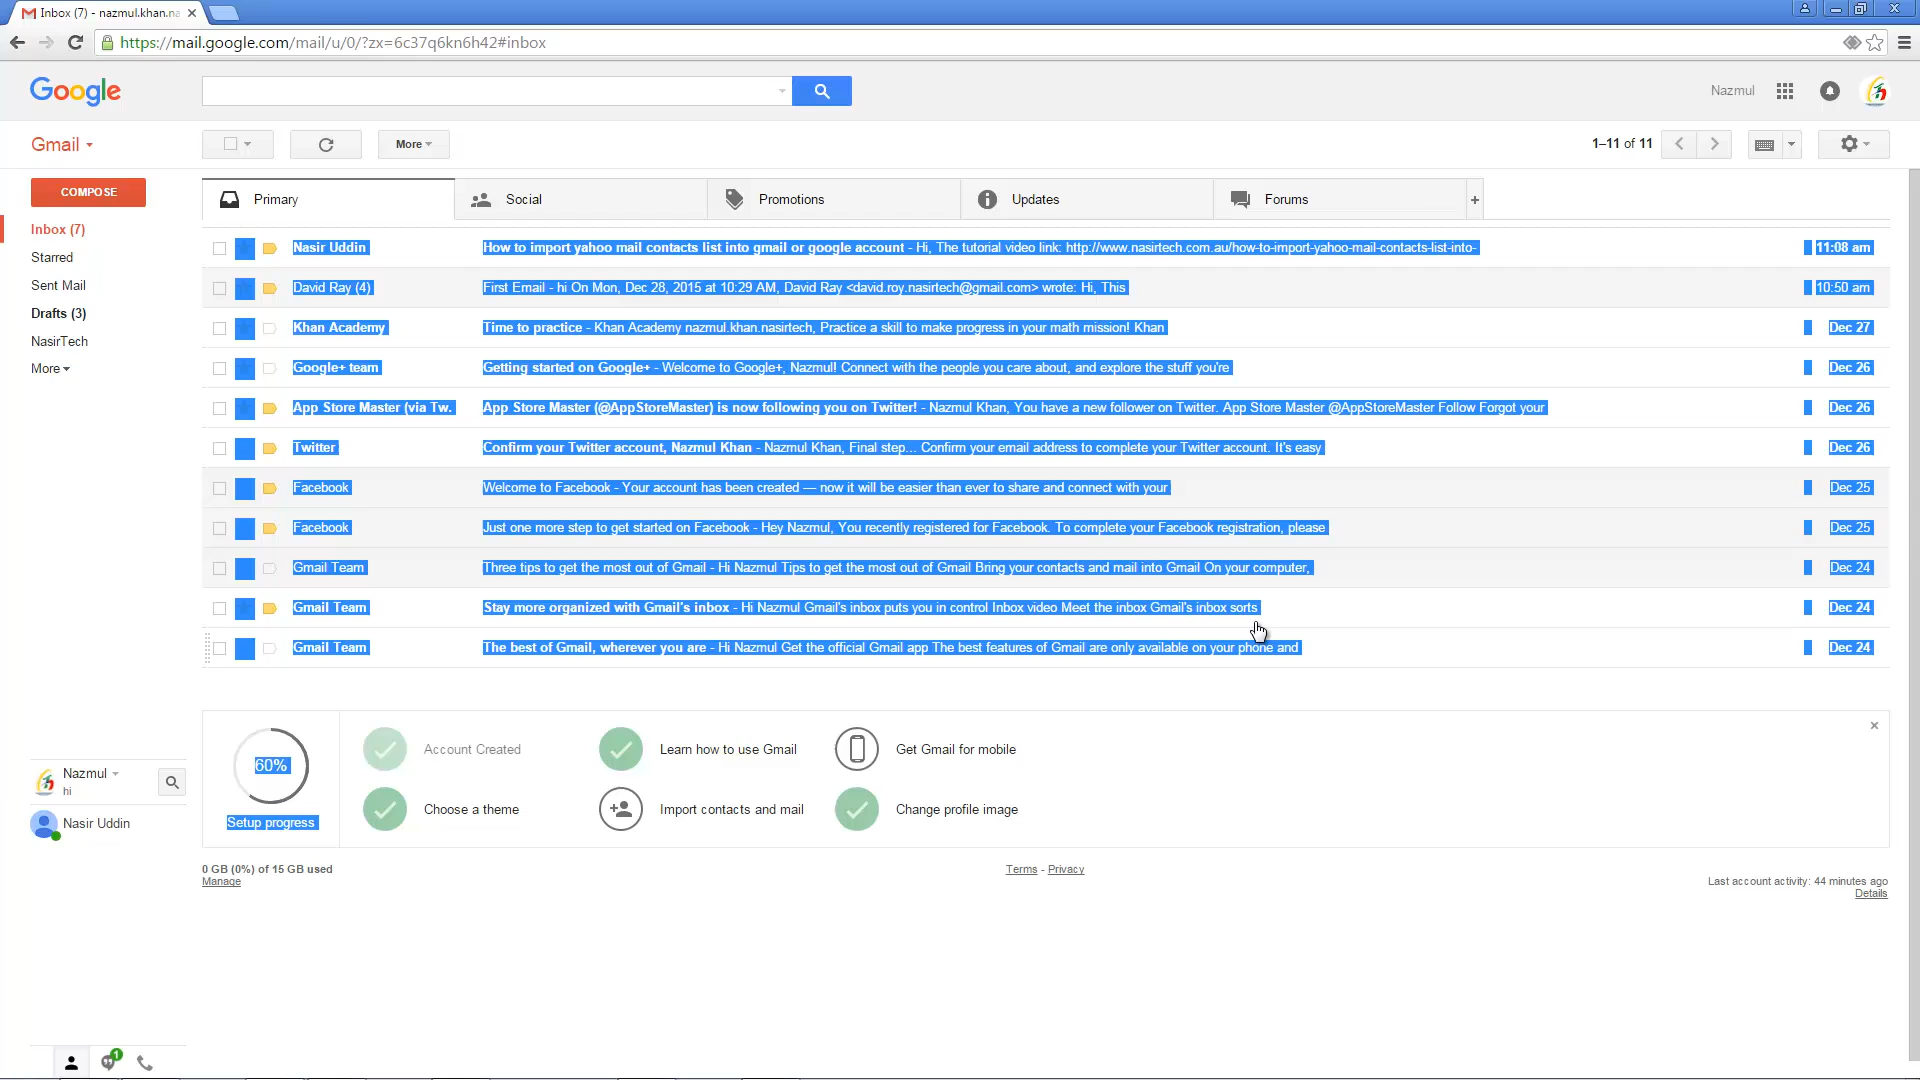 Inbox (7) - nazmul.khan.na
https://mail.google.com/mail/u/0/?zx=6c37q6kn6h42#inbox
Google
Nazmul
Gmail
More
1–11 of 11
COMPOSE
Primary
Social
Promotions
Updates
Forums
+
Inbox (7)
Starred
Sent Mail
Drafts (3)
NasirTech
More
Nasir Uddin How to import yahoo mail contacts list into gmail or google account - Hi, The tutorial video link: http://www.nasirtech.com.au/how-to-import-yahoo-mail-contacts-list-into- 11:08 am
David Ray (4) First Email - hi On Mon, Dec 28, 2015 at 10:29 AM, David Ray <david.roy.nasirtech@gmail.com> wrote: Hi, This 10:50 am
Khan Academy Time to practice - Khan Academy nazmul.khan.nasirtech, Practice a skill to make progress in your math mission! Khan Dec 27
Google+ team Getting started on Google+ - Welcome to Google+, Nazmul! Connect with the people you care about, and explore the stuff you're Dec 26
App Store Master (via Tw. App Store Master (@AppStoreMaster) is now following you on Twitter! - Nazmul Khan, You have a new follower on Twitter. App Store Master @AppStoreMaster Follow Forgot your Dec 26
Twitter Confirm your Twitter account, Nazmul Khan - Nazmul Khan, Final step... Confirm your email address to complete your Twitter account. It's easy Dec 26
Facebook Welcome to Facebook - Your account has been created — now it will be easier than ever to share and connect with your Dec 25
Facebook Just one more step to get started on Facebook - Hey Nazmul, You recently registered for Facebook. To complete your Facebook registration, please Dec 25
Gmail Team Three tips to get the most out of Gmail - Hi Nazmul Tips to get the most out of Gmail Bring your contacts and mail into Gmail On your computer, Dec 24
Gmail Team Stay more organized with Gmail's inbox - Hi Nazmul Gmail's inbox puts you in control Inbox video Meet the inbox Gmail's inbox sorts Dec 24
Gmail Team The best of Gmail, wherever you are - Hi Nazmul Get the official Gmail app The best features of Gmail are only available on your phone and Dec 24
60%
Setup progress
Account Created
Learn how to use Gmail
Get Gmail for mobile
Choose a theme
Import contacts and mail
Change profile image
Nazmul
hi
Nasir Uddin
0 GB (0%) of 15 GB used
Manage
Terms - Privacy
Last account activity: 44 minutes ago
Details
1